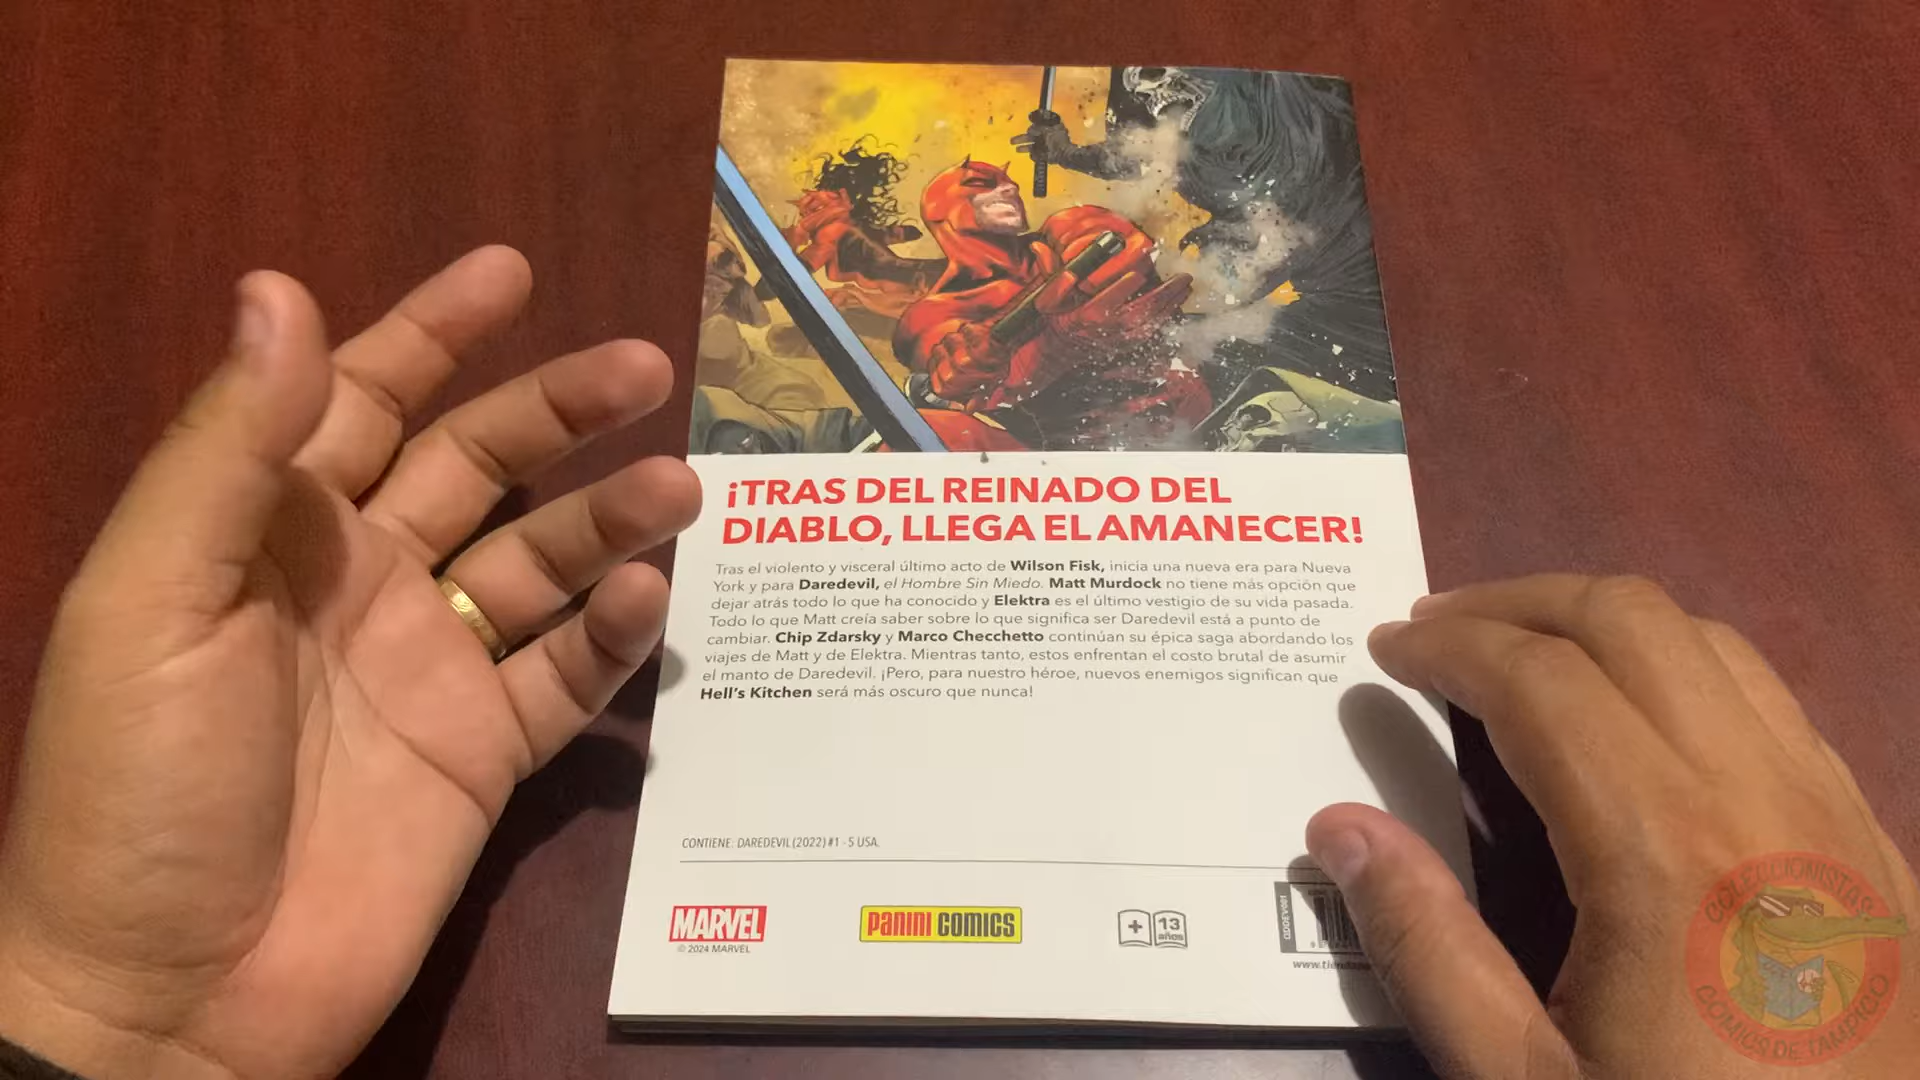 ¡TRAS DEL REINADO DEL
DIABLO, LLEGA EL AMANECER!
Tras el violento y visceral último acto de Wilson Fisk, inicia una nueva era para Nueva
York y para Daredevil, el Hombre Sin Miedo. Matt Murdock no tiene más opción que
dejar atrás todo lo que ha conocido y Elektra es el último vestigio de su vida pasada.
Todo lo que Matt creía saber sobre lo que significa ser Daredevil está a punto de
cambiar. Chip Zdarsky y Marco Checchetto continúan su épica saga abordando los
viajes de Matt y de Elektra. Mientras tanto, estos enfrentan el costo brutal de asumir
el manto de Daredevil. ¡Pero, para nuestro héroe, nuevos enemigos significan que
Hell's Kitchen será más oscuro que nunca!
CONTIENE: DAREDEVIL (2022) #1 - 5 USA.
MARVEL
© 2024 MARVEL
PANINI COMICS
+ 13
años
COLECCIONISTAS
COMICS DE TAMPICO